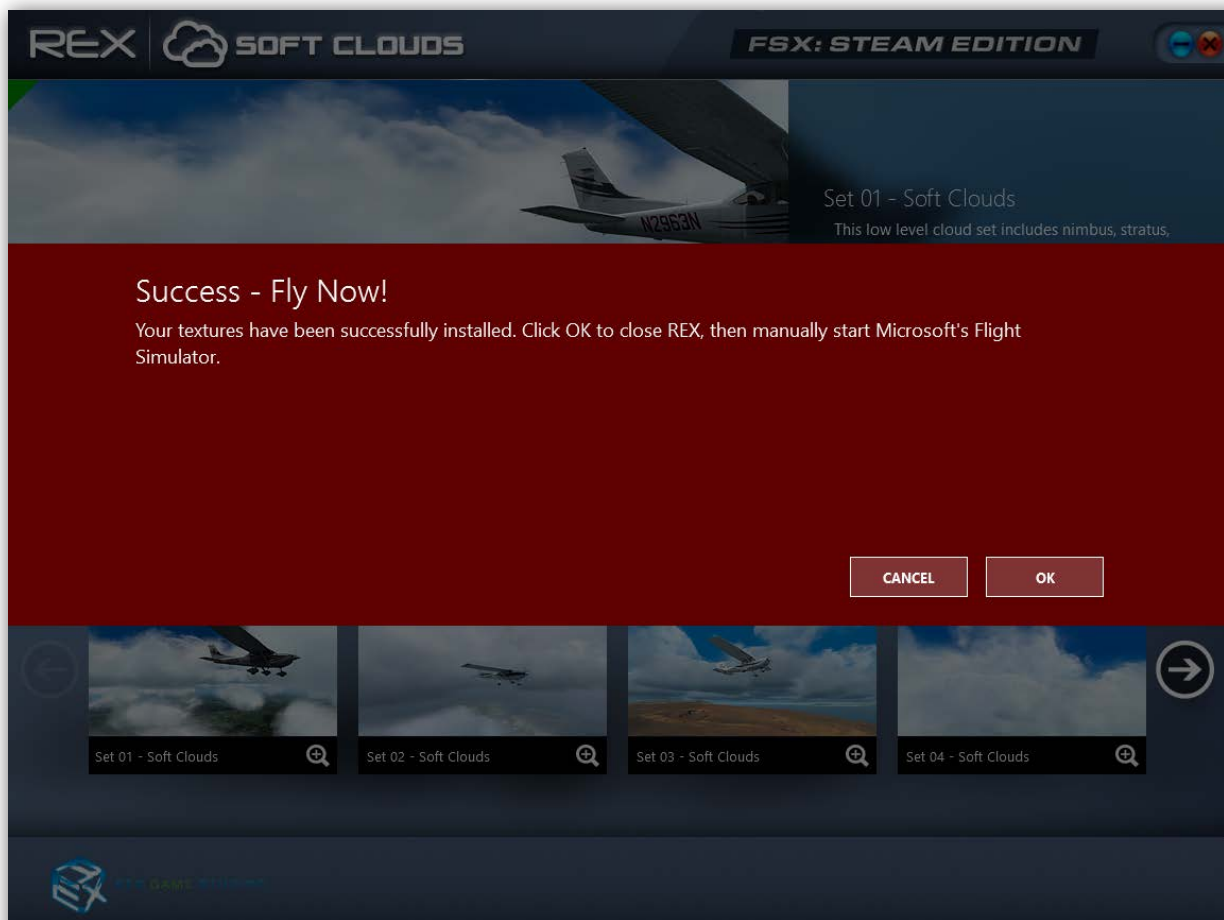 REX SOFT CLOUDS
FSX: STEAM EDITION
N2963N
Set 01 - Soft Clouds
This low level cloud set includes nimbus, stratus,
Success - Fly Now!
Your textures have been successfully installed. Click OK to close REX, then manually start Microsoft's Flight
Simulator.
CANCEL
OK
Set 01 - Soft Clouds
Set 02 - Soft Clouds
Set 03 - Soft Clouds
Set 04 - Soft Clouds
GAME